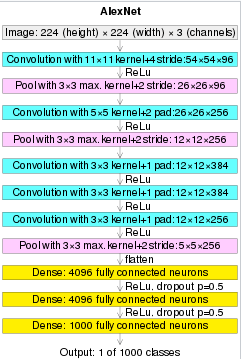 AlexNet
Image: 224 (height) × 224 (width) × 3 (channels)
Convolution with 11×11 kernel+4 stride:54×54×96
ReLu
Pool with 3×3 max. kernel+2 stride: 26×26×96
Convolution with 5×5 kernel+2 pad:26×26×256
ReLu
Pool with 3×3 max.kernel+2stride:12×12×256
Convolution with 3×3 kernel+1 pad:12×12×384
ReLu
Convolution with 3×3 kernel+1 pad:12×12×384
ReLu
Convolution with 3×3 kernel+1 pad:12×12×256
ReLu
Pool with 3×3 max.kernel+2stride:5×5×256
flatten
Dense: 4096 fully connected neurons
ReLu, dropout p=0.5
Dense: 4096 fully connected neurons
ReLu, dropout p=0.5
Dense: 1000 fully connected neurons
Output: 1 of 1000 classes